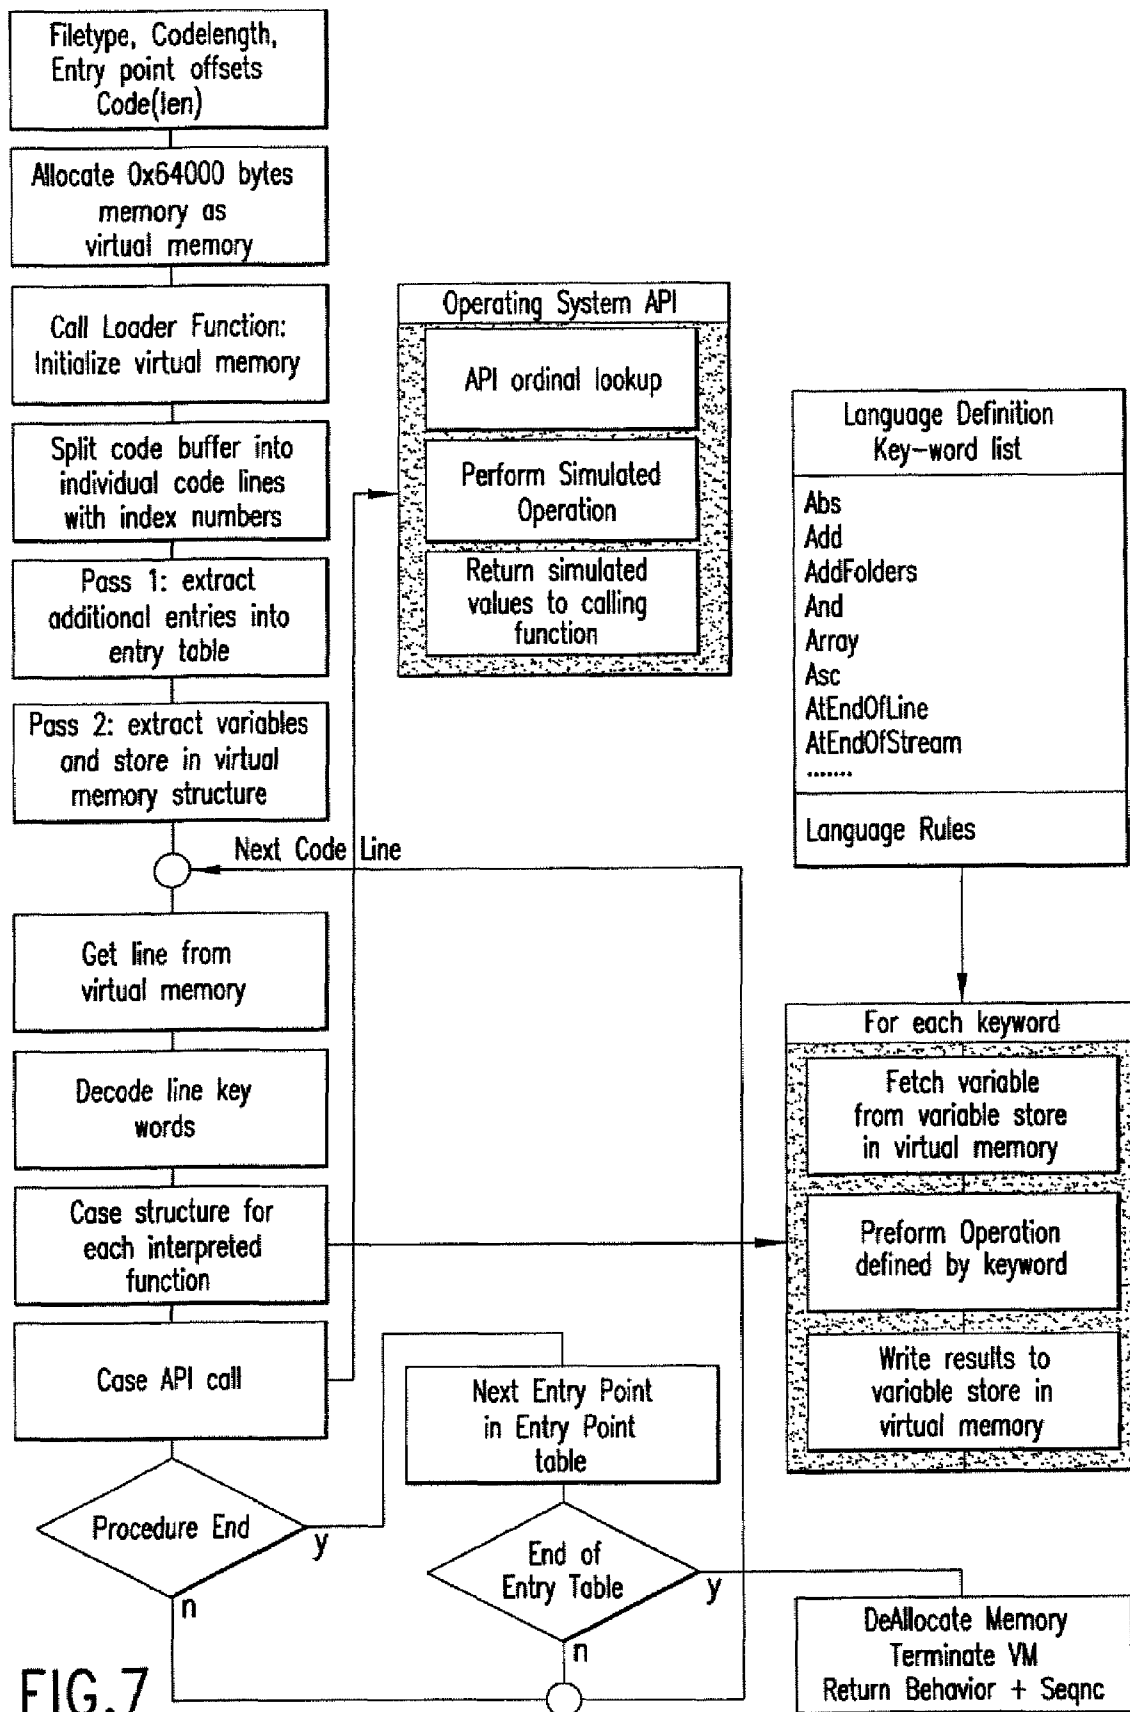 Filetype, Codelength,
Entry point offsets
Code(len)
Allocate 0x64000 bytes
memory as
virtual memory
Call Loader Function:
Initialize virtual memory
Split code buffer into
individual code lines
with index numbers
Pass 1: extract
additional entries into
entry table
Pass 2: extract variables
and store in virtual
memory structure
Next Code Line
Get line from
virtual memory
Decode line key
words
Case structure for
each interpreted
function
Case API call
Procedure End
y
n
Operating System API
API ordinal lookup
Perform Simulated
Operation
Return simulated
values to calling
function
Next Entry Point
in Entry Point
table
End of
Entry Table
y
n
Language Definition
Key-word list
Abs
Add
AddFolders
And
Array
Asc
AtEndOfLine
AtEndOfStream
.......
Language Rules
For each keyword
Fetch variable
from variable store
in virtual memory
Preform Operation
defined by keyword
Write results to
variable store in
virtual memory
DeAllocate Memory
Terminate VM
Return Behavior + Seqnc
FIG.7